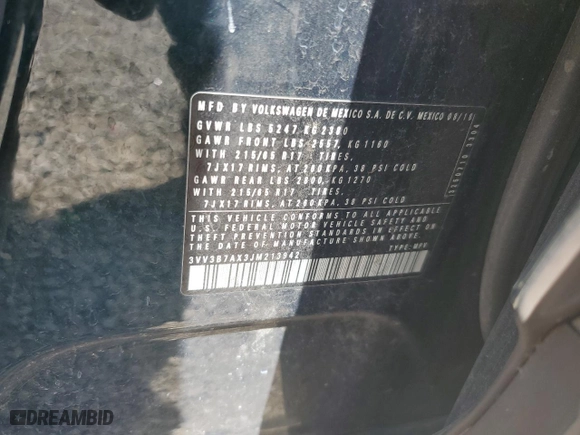 MFD BY VOLKSWAGEN DE MEXICO S.A. DE C.V. MEXICO 08/18
GVWR LBS 5247 KG 2380
GAWR FRONT LBS 2557, KG 1160
WITH 215/65 R17 TIRES,
7JX17 RIMS, AT 260 KPA, 38 PSI COLD
GAWR REAR LBS 2800, KG 1270
WITH 215/65 R17 TIRES,
7JX17 RIMS, AT 260 KPA, 38 PSI COLD
THIS VEHICLE CONFORMS TO ALL APPLICABLE
U.S. FEDERAL MOTOR VEHICLE SAFETY AND
THEFT PREVENTION STANDARDS IN EFFECT
ON THE DATE OF MANUFACTURE SHOWN ABOVE
3VV3B7AX3JM213942 TYPE: MPV
DREAMBID